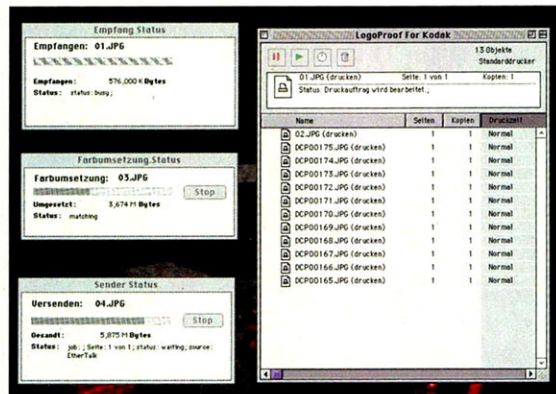 Empfang Status
Empfangen: 01.JPG
Empfangen: 576,000 K Bytes
Status: status:busy;
Farbumsetzung.Status
Farbumsetzung: 03.JPG
Stop
Umgesetzt: 3,674 M Bytes
Status: matching
Sender Status
Versenden: 04.JPG
Stop
Gesandt: 5,875 M Bytes
Status: job: ; Seite: 1 von 1; status: waiting; source:
EtherTalk
LogoProof For Kodak
13 Objekte
Standarddrucker
01.JPG (drucken) Seite: 1 von 1 Kopien: 1
Status: Druckauftrag wird bearbeitet.;
Name Seiten Kopien Druckzeit
02.JPG (drucken) 1 1 Normal
DCP00175.JPG (drucken) 1 1 Normal
DCP00174.JPG (drucken) 1 1 Normal
DCP00173.JPG (drucken) 1 1 Normal
DCP00172.JPG (drucken) 1 1 Normal
DCP00171.JPG (drucken) 1 1 Normal
DCP00170.JPG (drucken) 1 1 Normal
DCP00169.JPG (drucken) 1 1 Normal
DCP00168.JPG (drucken) 1 1 Normal
DCP00167.JPG (drucken) 1 1 Normal
DCP00166.JPG (drucken) 1 1 Normal
DCP00165.JPG (drucken) 1 1 Normal